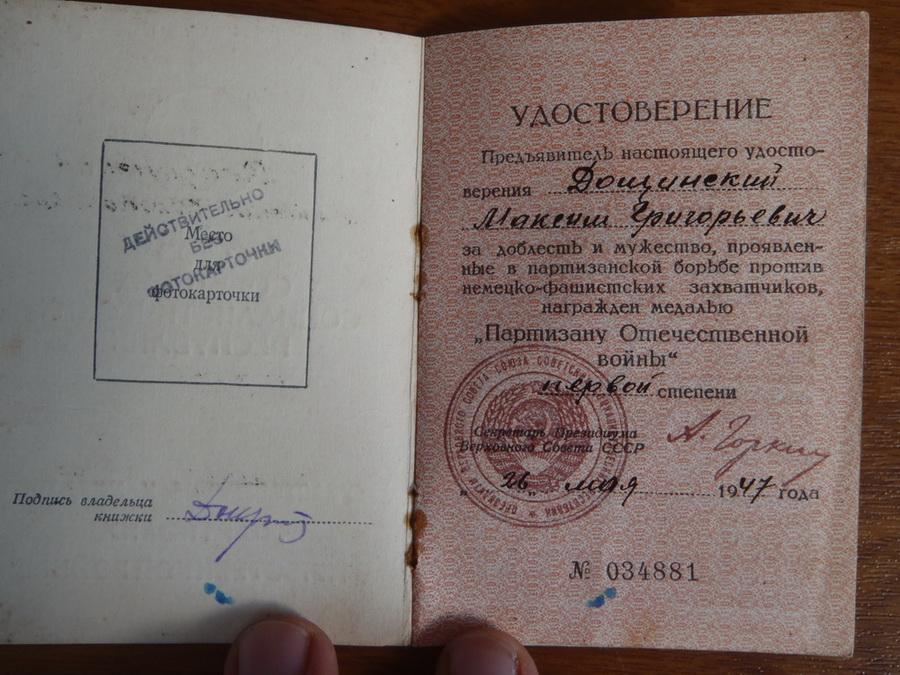 ДЕЙСТВИТЕЛЬНО
БЕЗ
ФОТОКАРТОЧКИ
Место
для
фотокарточки
Подпись владельца
книжки
УДОСТОВЕРЕНИЕ
Предъявитель настоящего удосто-
верения Дощинский
Максим Григорьевич
за доблесть и мужество, проявлен-
ные в партизанской борьбе против
немецко-фашистских захватчиков,
награжден медалью
„Партизану Отечественной
войны“
первой степени
Секретарь Президиума
Верховного Совета СССР
А. Горкин
„26„ мая 1947 года
№ 034881